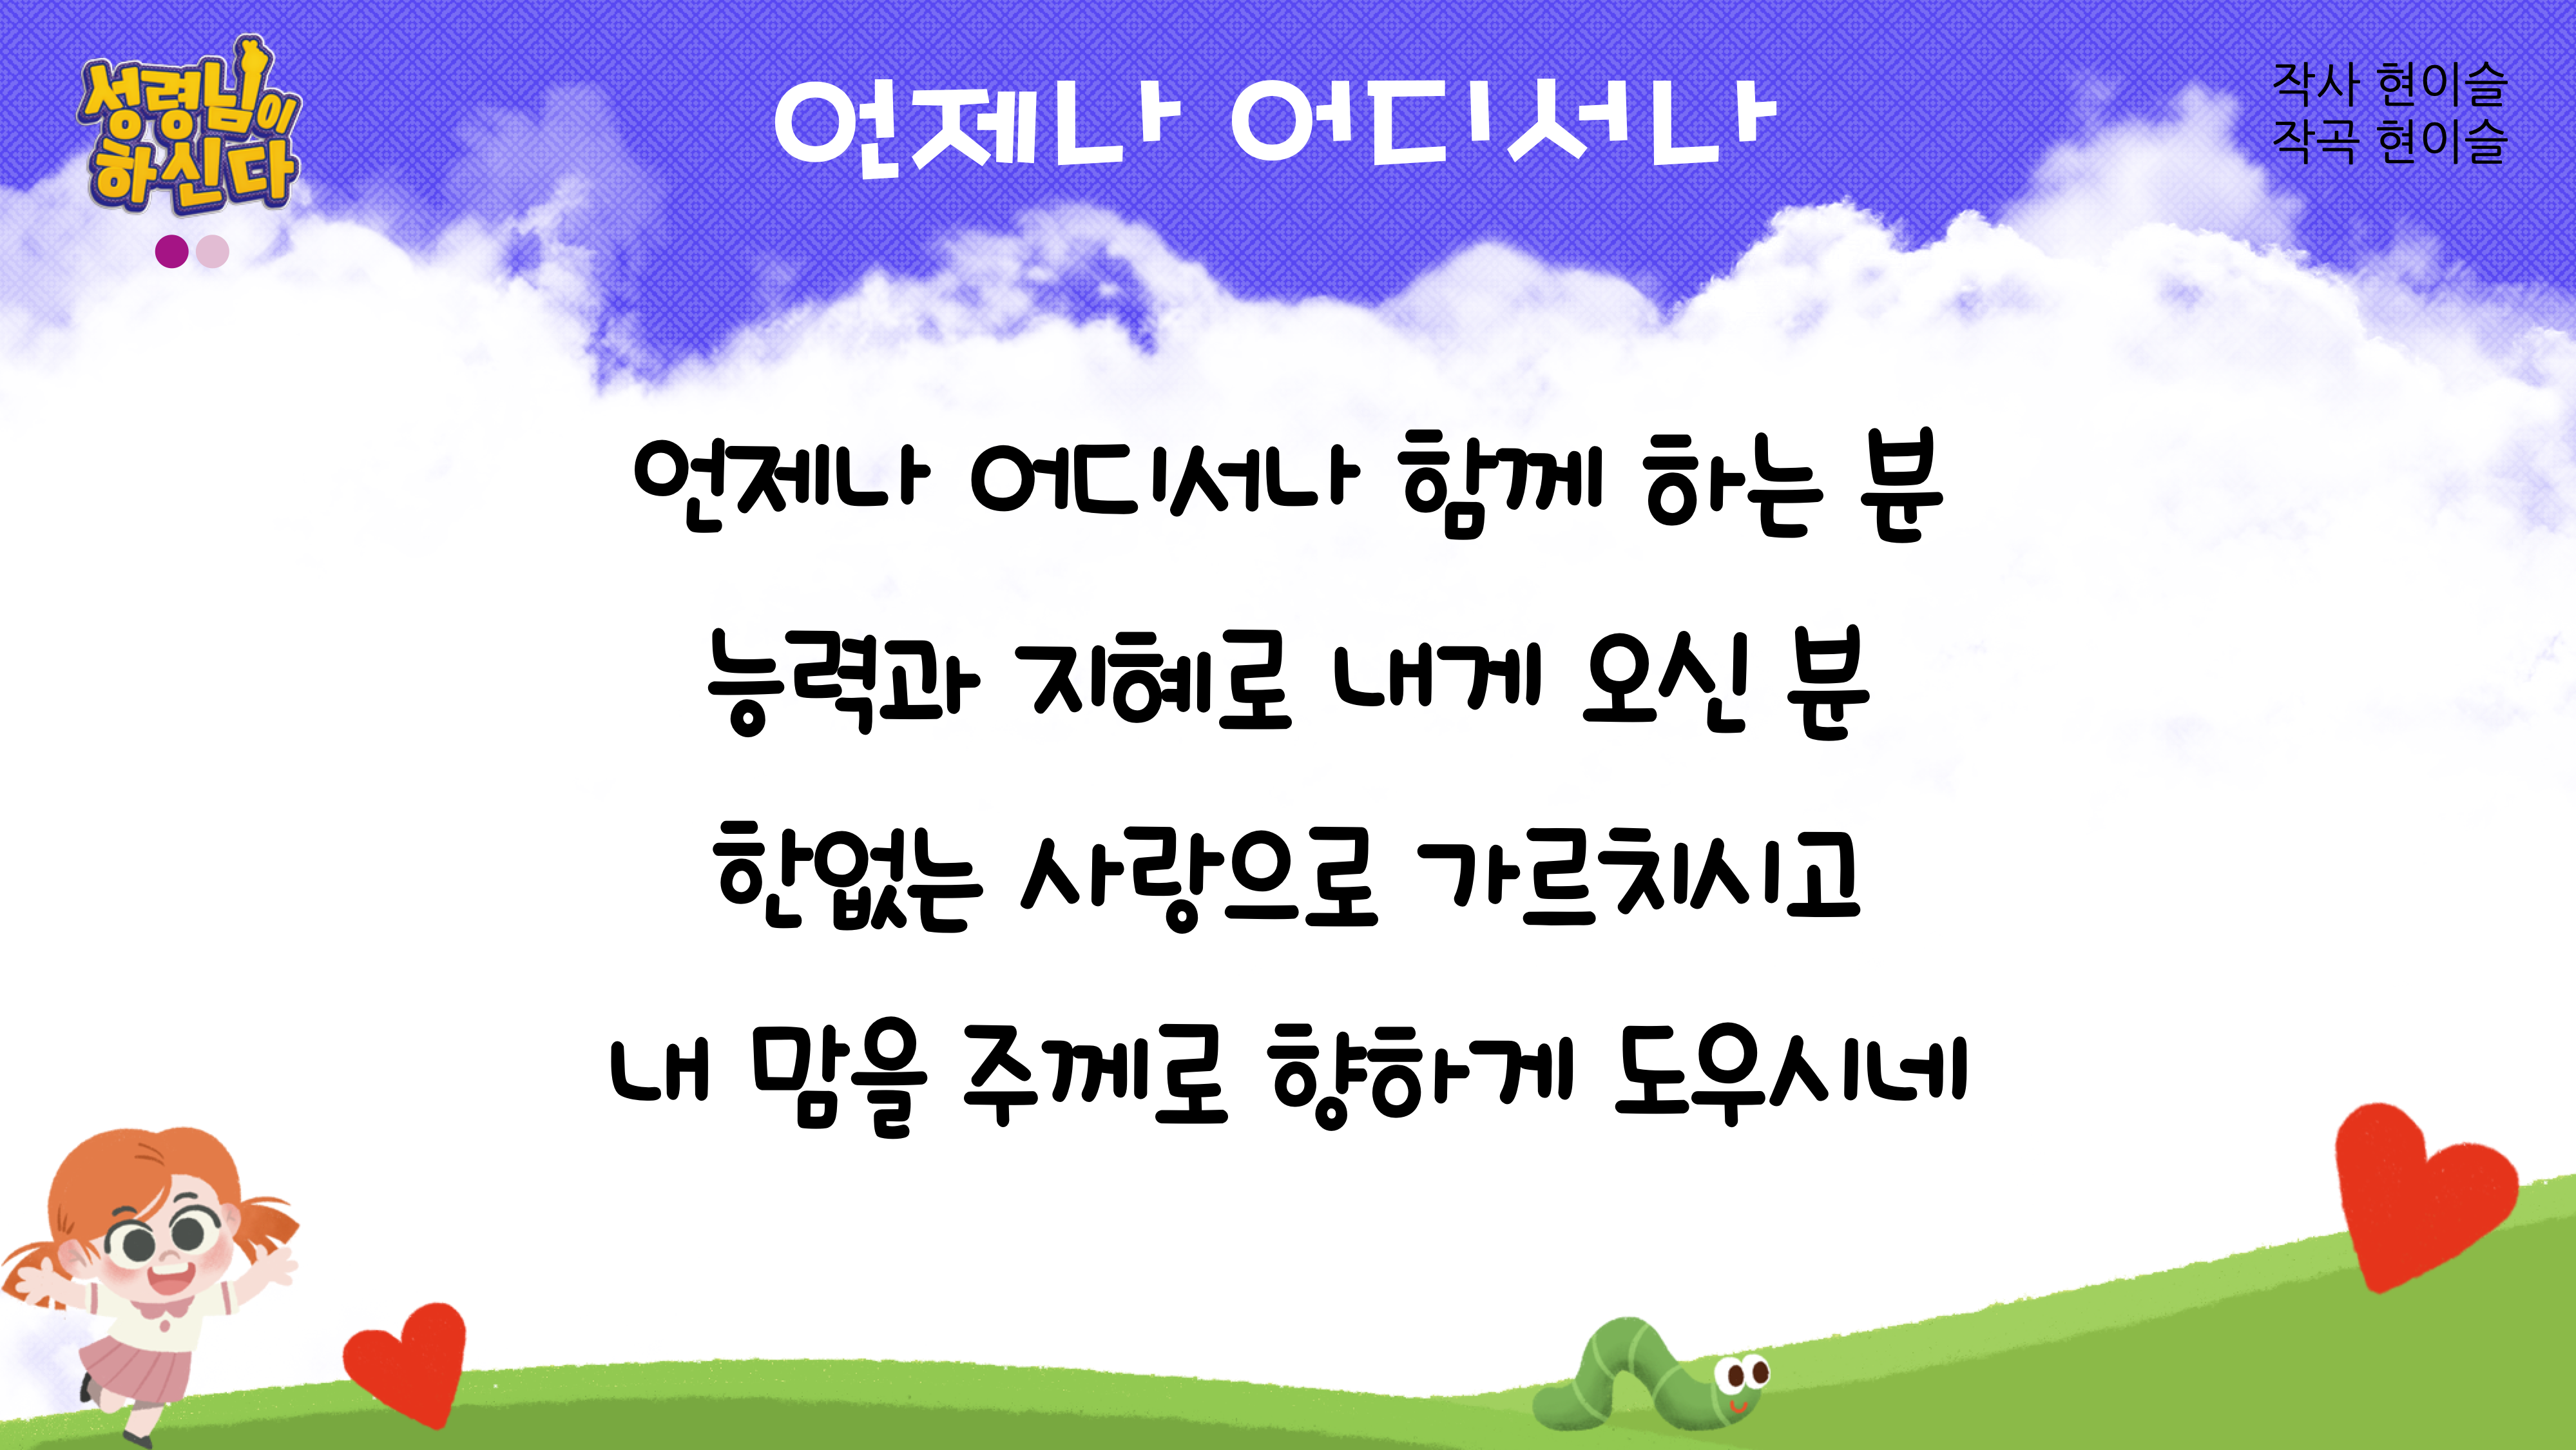 성령님이
하신다
언제나 어디서나
작사 현이슬
작곡 현이슬
언제나 어디서나 함께 하는 분
능력과 지혜로 내게 오신 분
한없는 사랑으로 가르치시고
내 맘을 주께로 향하게 도우시네